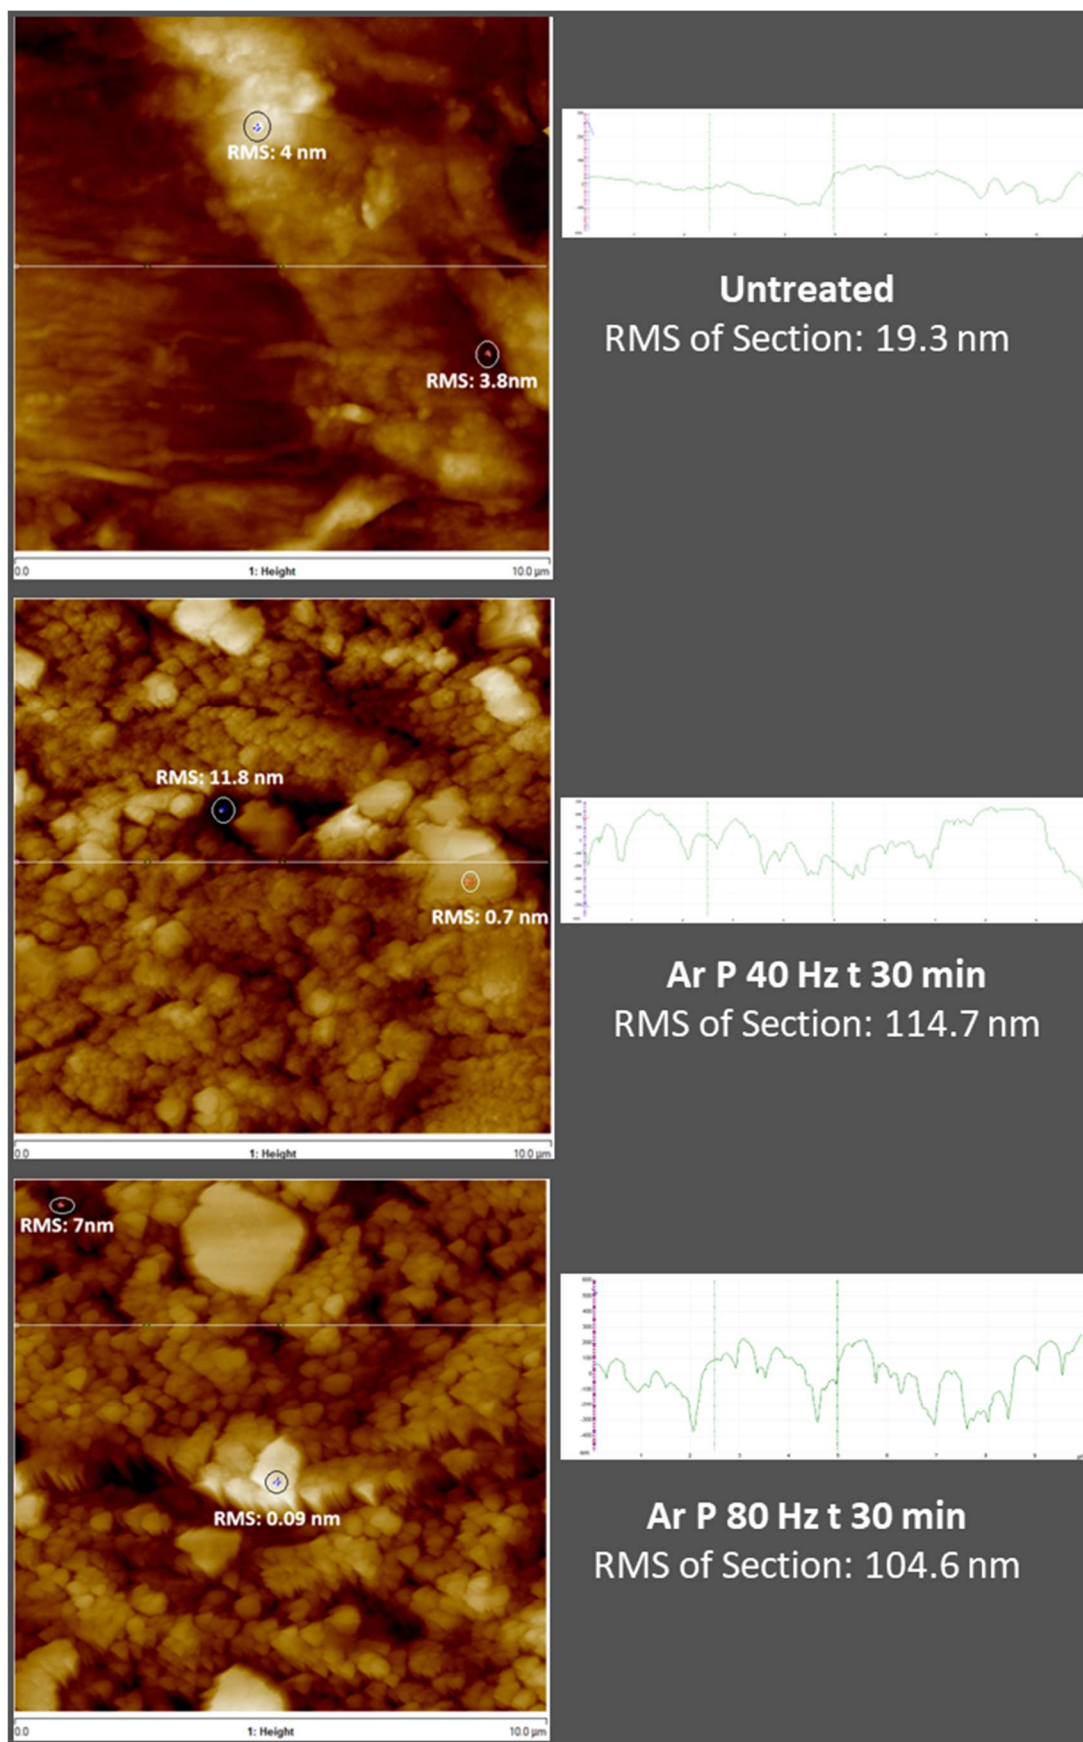 RMS: 4 nm
RMS: 3.8nm
0.0 1: Height 10.0 µm
Untreated
RMS of Section: 19.3 nm
RMS: 11.8 nm
RMS: 0.7 nm
0.0 1: Height 10.0 µm
Ar P 40 Hz t 30 min
RMS of Section: 114.7 nm
RMS: 7nm
RMS: 0.09 nm
0.0 1: Height 10.0 µm
Ar P 80 Hz t 30 min
RMS of Section: 104.6 nm